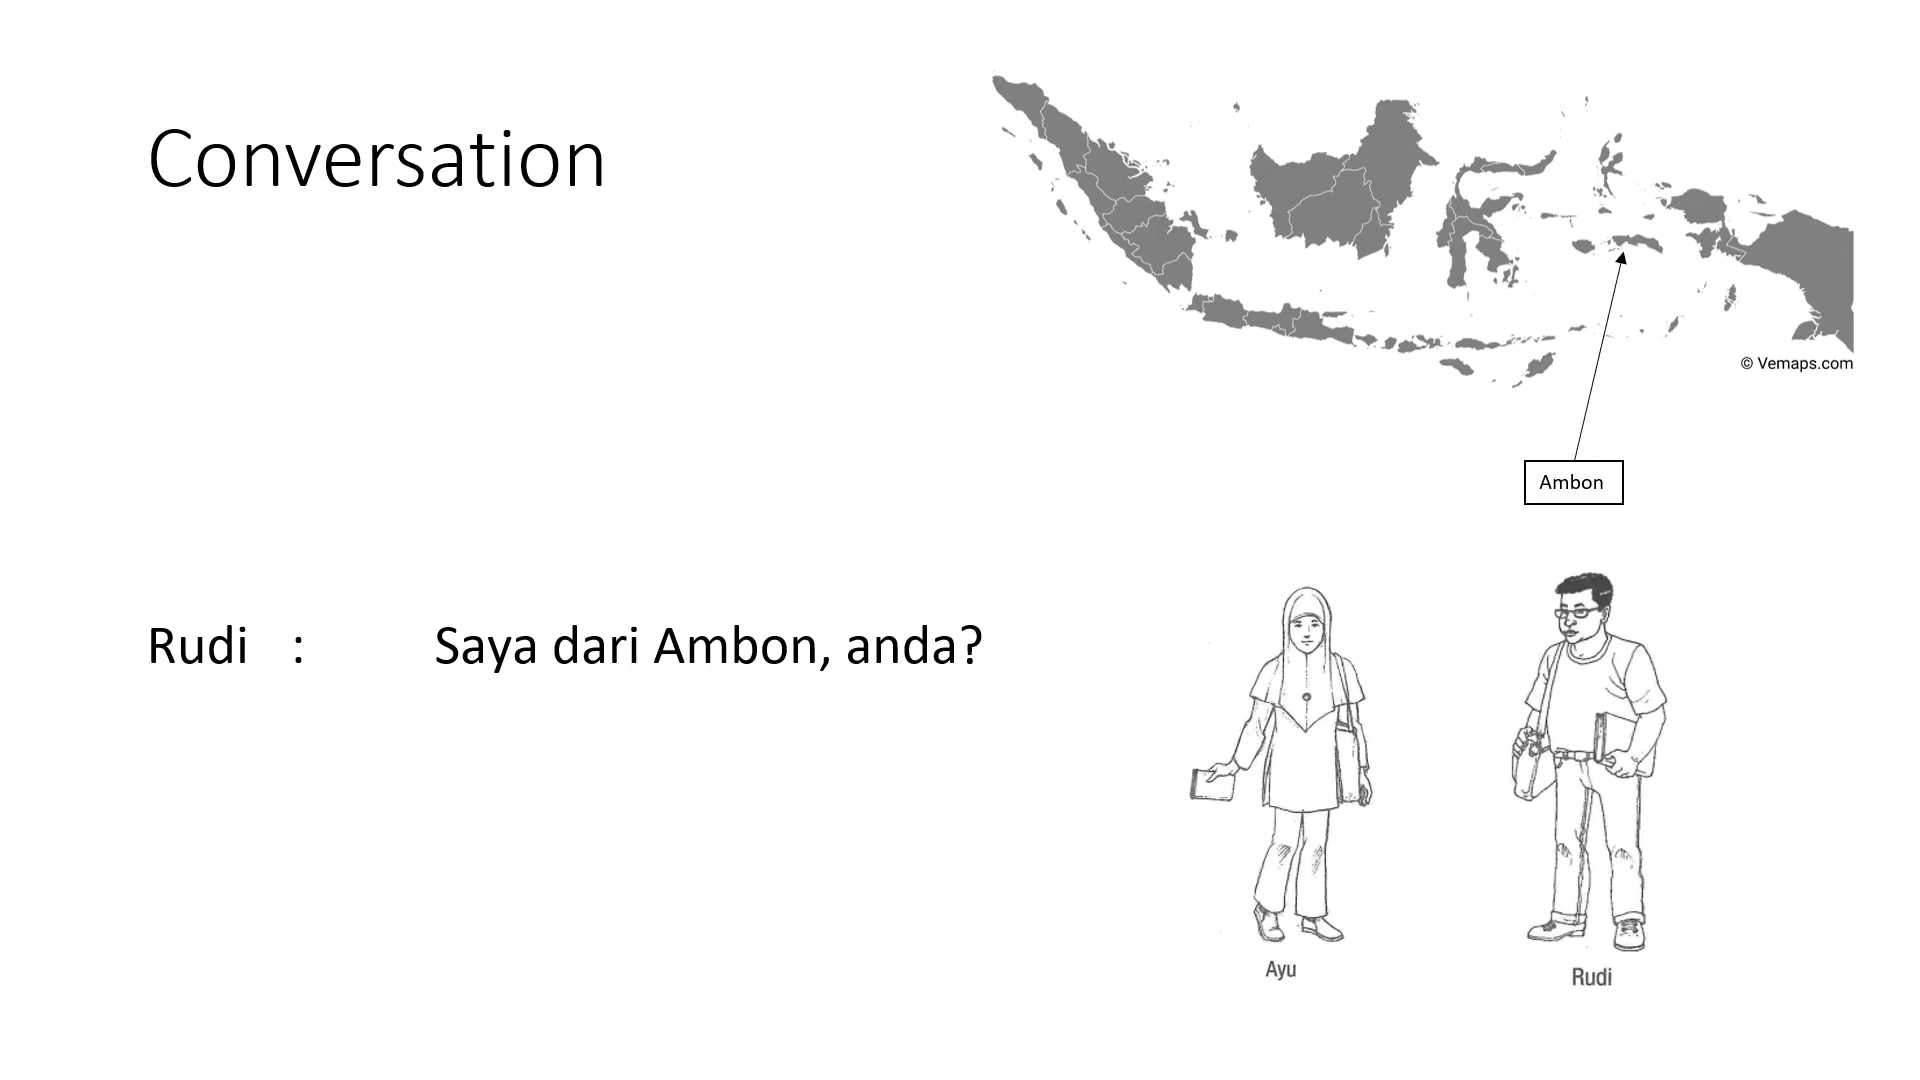 Conversation
© Vemaps.com
Ambon
Rudi : Saya dari Ambon, anda?
Ayu
Rudi